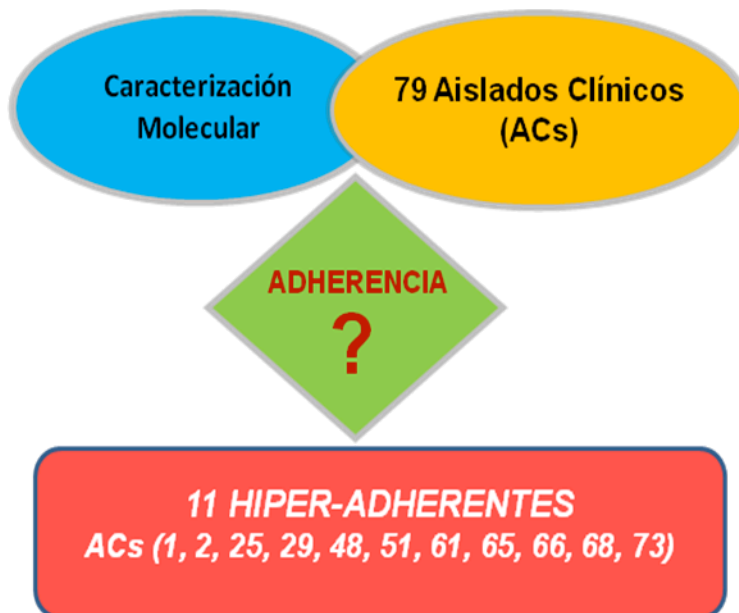 Caracterización
Molecular
79 Aislados Clínicos
(ACs)
ADHERENCIA
?
11 HIPER-ADHERENTES
ACs (1, 2, 25, 29, 48, 51, 61, 65, 66, 68, 73)